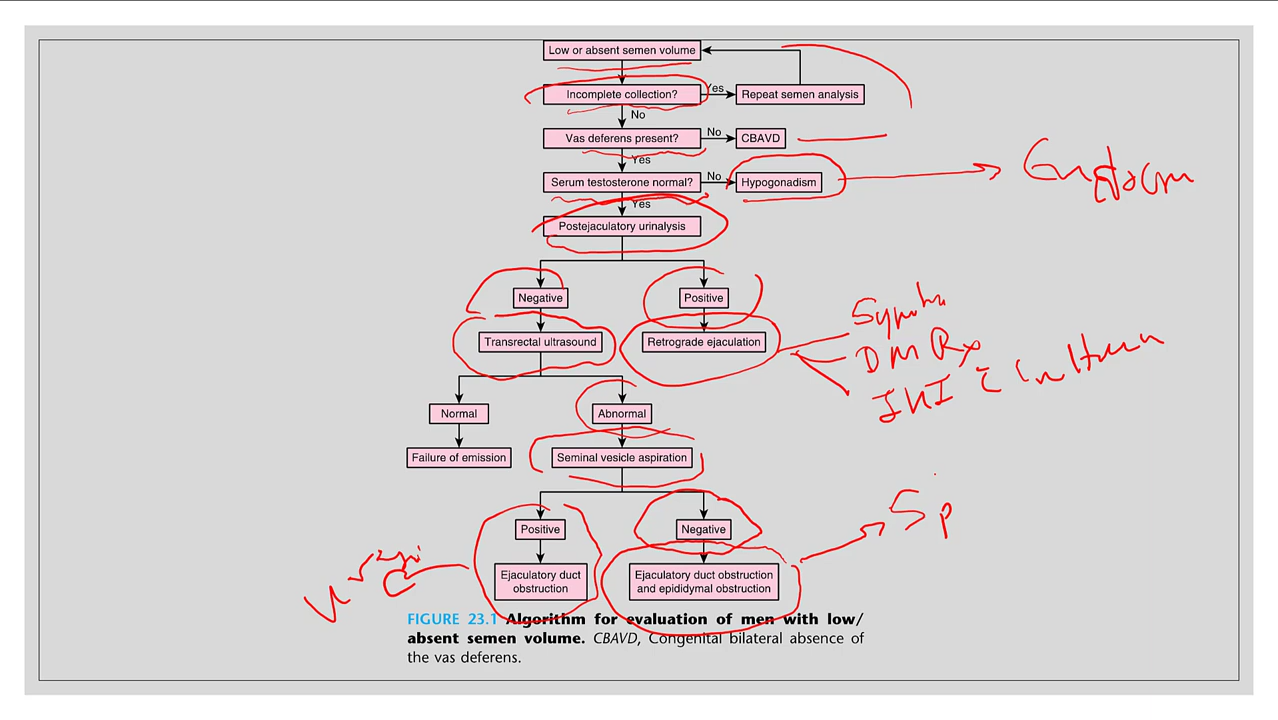 Low or absent semen volume
Incomplete collection?
Yes
Repeat semen analysis
No
Vas deferens present?
No
CBAVD
Yes
Serum testosterone normal?
No
Hypogonadism
Yes
Postejaculatory urinalysis
Negative
Positive
Transrectal ultrasound
Retrograde ejaculation
DM Rx
Normal
Abnormal
Failure of emission
Seminal vesicle aspiration
Positive
Negative
Sp
Ejaculatory duct
obstruction
Ejaculatory duct obstruction
and epididymal obstruction
FIGURE 23.1 Algorithm for evaluation of men with low/
absent semen volume. CBAVD, Congenital bilateral absence of
the vas deferens.